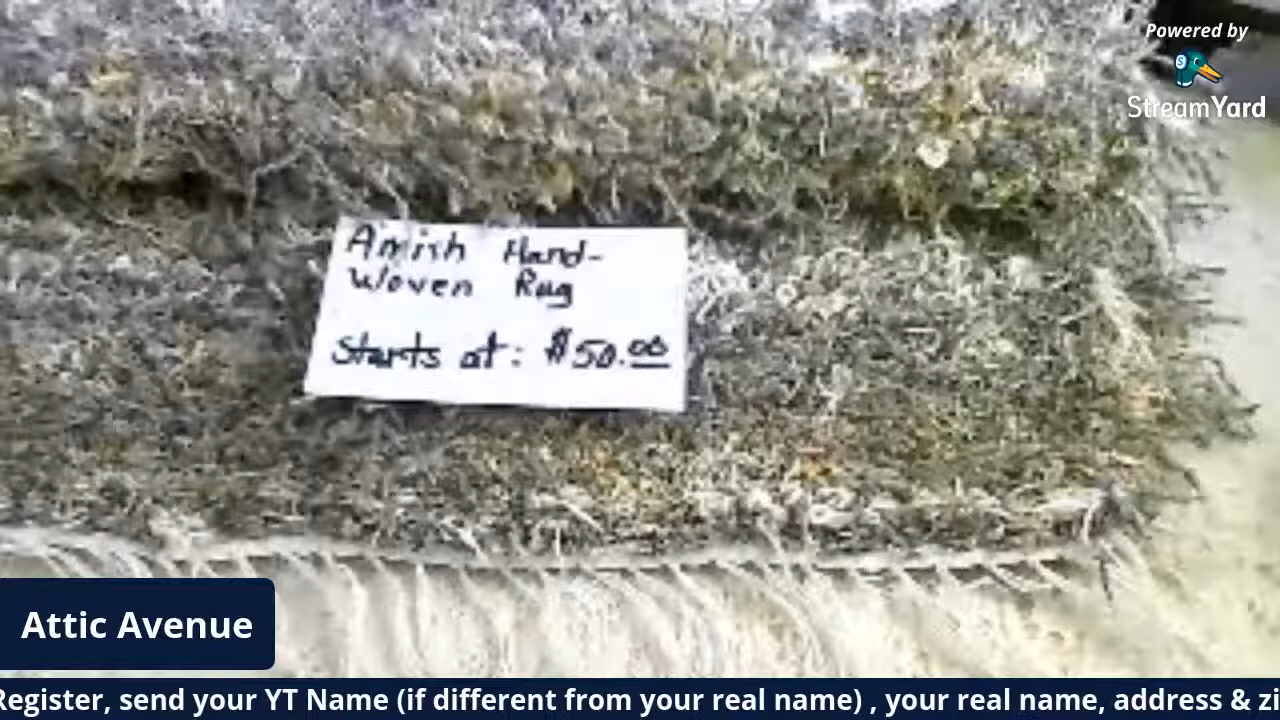 Powered by
StreamYard
Amish Hand-
Woven Rug
Starts at: $50.00
Attic Avenue
Register, send your YT Name (if different from your real name) , your real name, address & zi